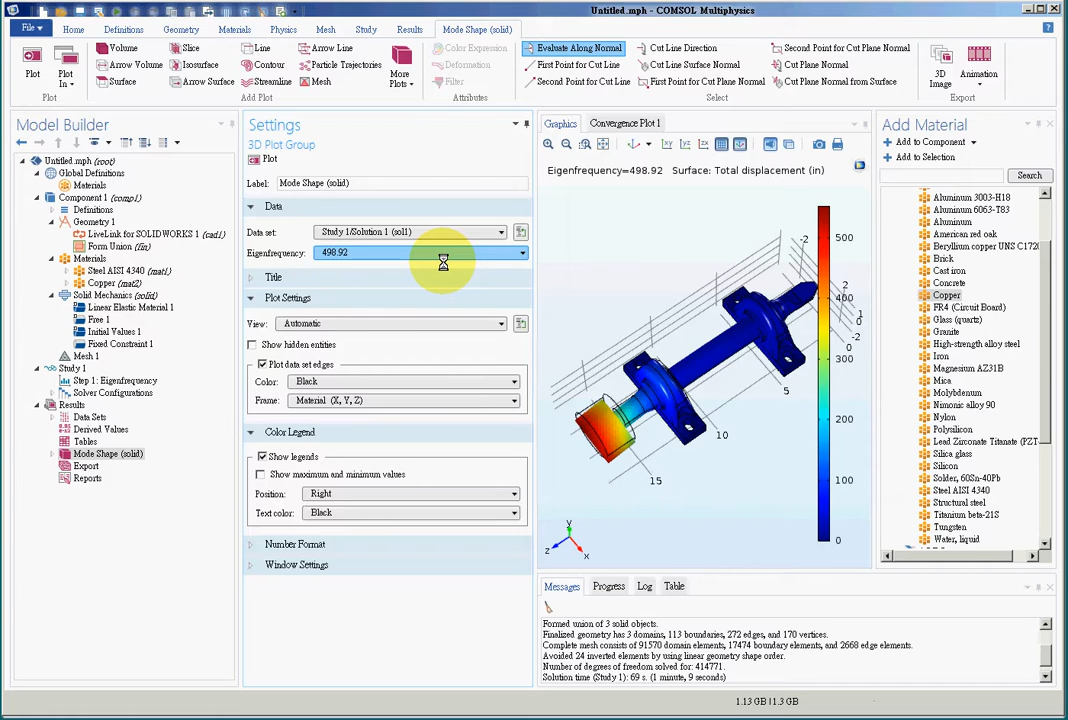 Untitled.mph - COMSOL Multiphysics
File
Home
Definitions
Geometry
Materials
Physics
Mesh
Study
Results
Mode Shape (solid)
Plot
Plot In
Volume
Arrow Volume
Surface
Slice
Isosurface
Arrow Surface
Line
Contour
Streamline
Arrow Line
Particle Trajectories
Mesh
More Plots
Color Expression
Deformation
Filter
Evaluate Along Normal
First Point for Cut Line
Second Point for Cut Line
Cut Line Direction
Cut Line Surface Normal
First Point for Cut Plane Normal
Second Point for Cut Plane Normal
Cut Plane Normal
Cut Plane Normal from Surface
3D Image
Animation
Plot
Add Plot
Attributes
Select
Export
Model Builder
Untitled.mph (root)
Global Definitions
Materials
Component 1 (comp1)
Definitions
Geometry 1
LiveLink for SOLIDWORKS 1 (cad1)
Form Union (fin)
Materials
Steel AISI 4340 (mat1)
Copper (mat2)
Solid Mechanics (solid)
Linear Elastic Material 1
Free 1
Initial Values 1
Fixed Constraint 1
Mesh 1
Study 1
Step 1: Eigenfrequency
Solver Configurations
Results
Data Sets
Derived Values
Tables
Mode Shape (solid)
Export
Reports
Settings
3D Plot Group
Plot
Label: Mode Shape (solid)
Data
Data set: Study 1/Solution 1 (sol1)
Eigenfrequency: 498.92
Title
Plot Settings
View: Automatic
Show hidden entities
Plot data set edges
Color: Black
Frame: Material (X, Y, Z)
Color Legend
Show legends
Show maximum and minimum values
Position: Right
Text color: Black
Number Format
Window Settings
Graphics
Convergence Plot 1
Eigenfrequency=498.92 Surface: Total displacement (in)
500
400
300
200
100
0
-2
0
2
1
0
-2
5
10
15
y
z
x
Messages
Progress
Log
Table
Formed union of 3 solid objects.
Finalized geometry has 3 domains, 113 boundaries, 272 edges, and 170 vertices.
Complete mesh consists of 91570 domain elements, 17474 boundary elements, and 2668 edge elements.
Avoided 24 inverted elements by using linear geometry shape order.
Number of degrees of freedom solved for: 414771.
Solution time (Study 1): 69 s. (1 minute, 9 seconds)
Add Material
Add to Component
Add to Selection
Search
Aluminum 3003-H18
Aluminum 6063-T83
Aluminum
American red oak
Beryllium copper UNS C172
Brick
Cast iron
Concrete
Copper
FR4 (Circuit Board)
Glass (quartz)
Granite
High-strength alloy steel
Iron
Magnesium AZ31B
Mica
Molybdenum
Nimonic alloy 90
Nylon
Polysilicon
Lead Zirconate Titanate (PZT
Silica glass
Silicon
Solder, 60Sn-40Pb
Steel AISI 4340
Structural steel
Titanium beta-21S
Tungsten
Water, liquid
1.13 GB | 1.3 GB